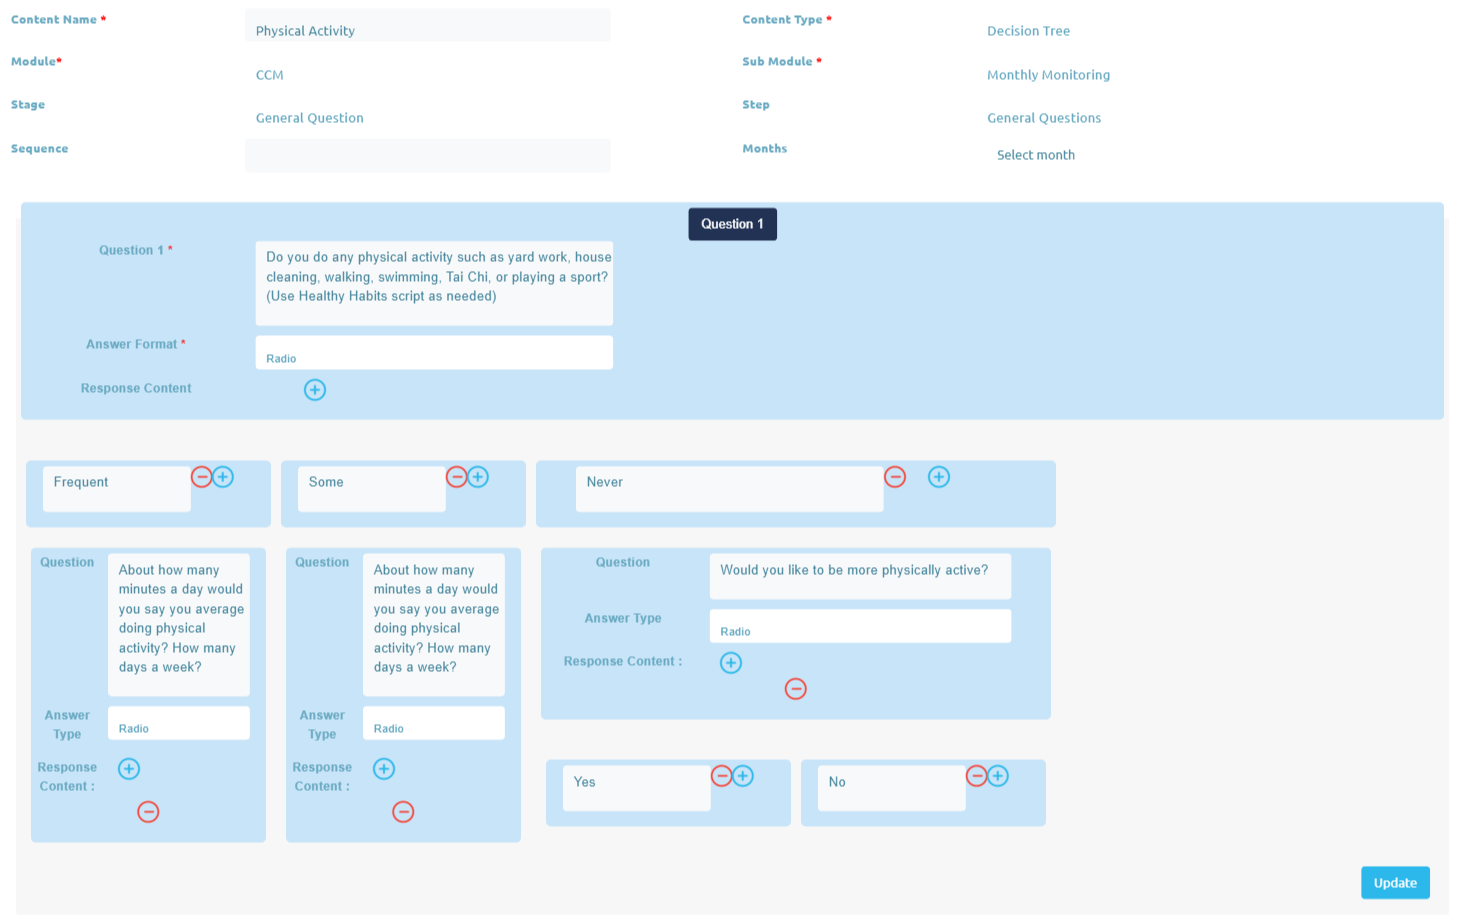 Content Name *
Physical Activity
Content Type *
Decision Tree
Module*
CCM
Sub Module *
Monthly Monitoring
Stage
General Question
Step
General Questions
Sequence
Months
Select month
Question 1
Question 1 *
Do you do any physical activity such as yard work, house
cleaning, walking, swimming, Tai Chi, or playing a sport?
(Use Healthy Habits script as needed)
Answer Format *
Radio
Response Content
Frequent
Some
Never
Question
About how many
minutes a day would
you say you average
doing physical
activity? How many
days a week?
Answer
Type
Radio
Response
Content :
Question
About how many
minutes a day would
you say you average
doing physical
activity? How many
days a week?
Answer
Type
Radio
Response
Content :
Question
Would you like to be more physically active?
Answer Type
Radio
Response Content :
Yes
No
Update